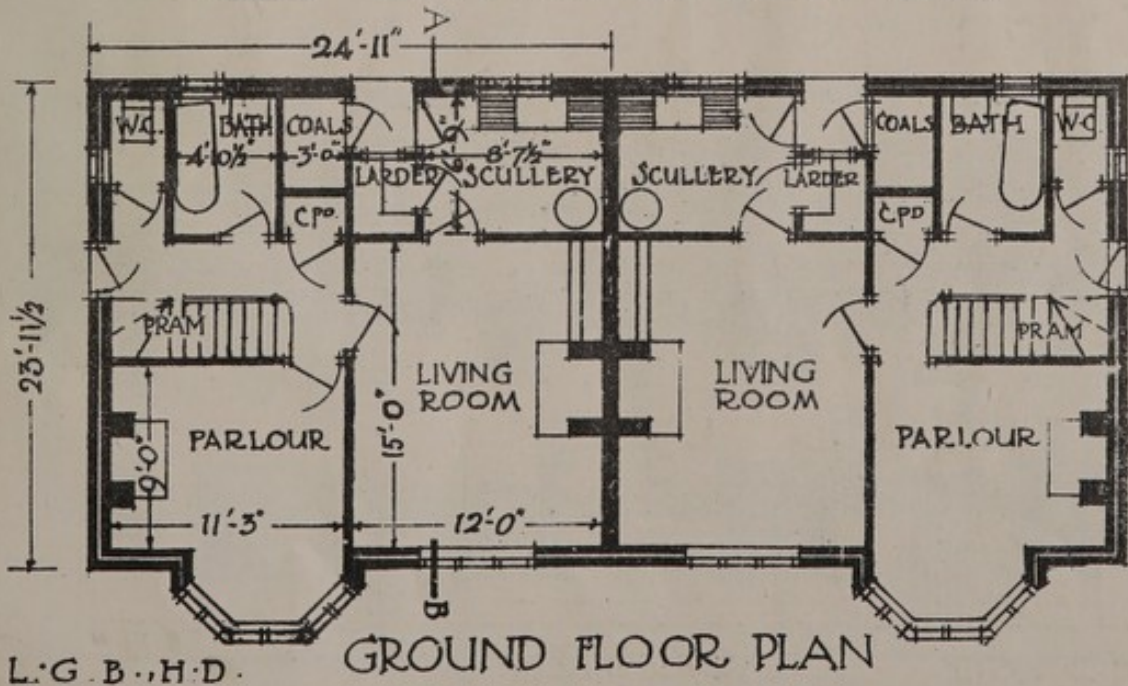 24'-11"
A
W.C.
BATH
COALS
COALS
BATH
W.C
4'-10½"
3'-0"
8'-7½"
LARDER
SCULLERY
SCULLERY
LARDER
CPD.
CPD
23'-11½
PRAM
PRAM
LIVING
ROOM
LIVING
ROOM
PARLOUR
PARLOUR
15'-0"
9'-0"
11'-3"
12'-0"
B
GROUND FLOOR PLAN
L.G.B., H.D.